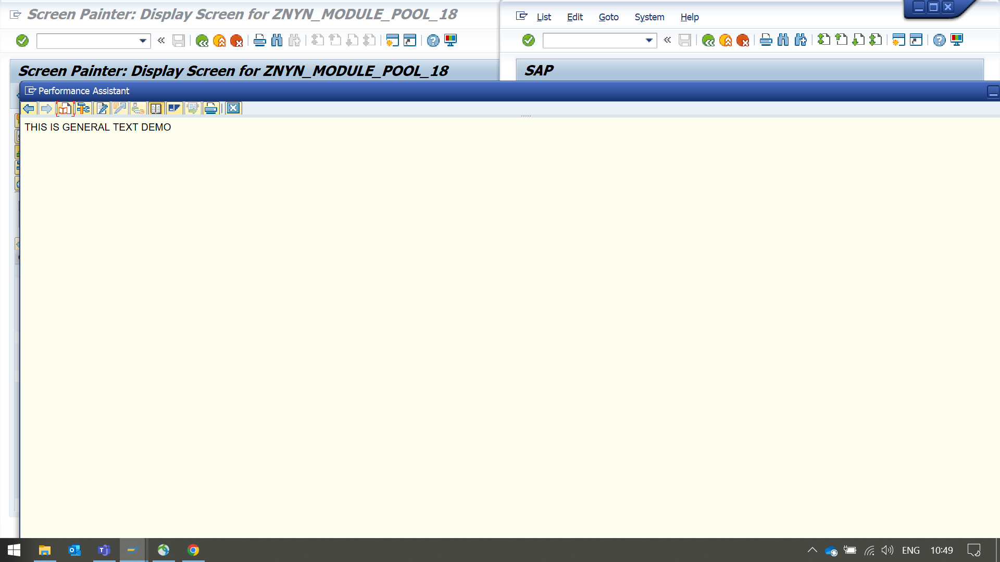 Screen Painter: Display Screen for ZNYN_MODULE_POOL_18
List Edit Goto System Help
Screen Painter: Display Screen for ZNYN_MODULE_POOL_18
SAP
Performance Assistant
THIS IS GENERAL TEXT DEMO
ENG 10:49